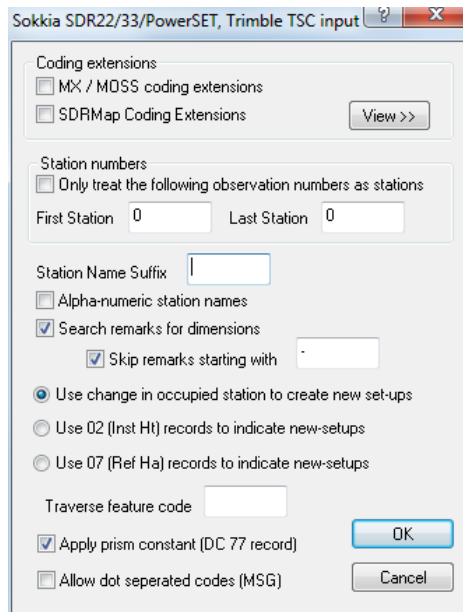 Sokkia SDR22/33/PowerSET, Trimble TSC input
Coding extensions
MX / MOSS coding extensions
SDRMap Coding Extensions
View >>
Station numbers
Only treat the following observation numbers as stations
First Station 0 Last Station 0
Station Name Suffix
Alpha-numeric station names
Search remarks for dimensions
Skip remarks starting with -
Use change in occupied station to create new set-ups
Use 02 (Inst Ht) records to indicate new-setups
Use 07 (Ref Ha) records to indicate new-setups
Traverse feature code
Apply prism constant (DC 77 record)
OK
Allow dot seperated codes (MSG)
Cancel